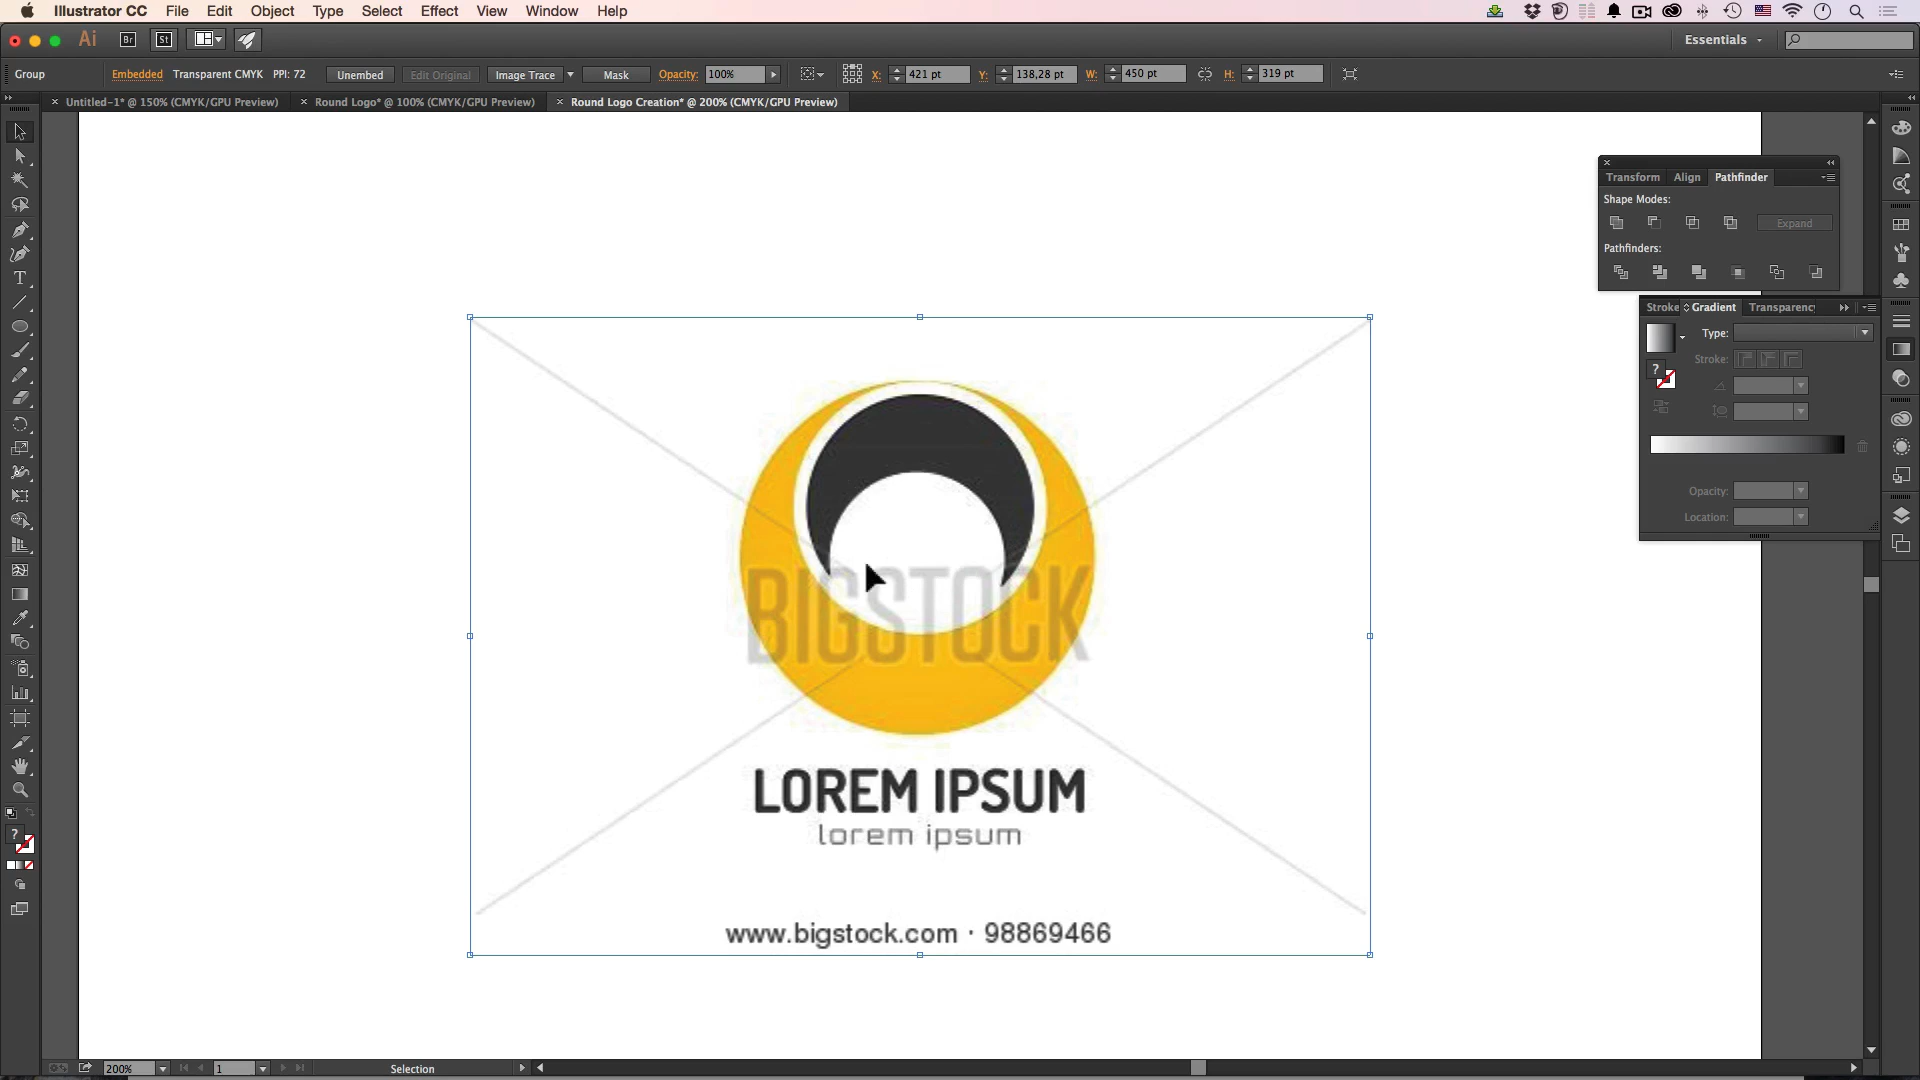 Illustrator CC File Edit Object Type Select Effect View Window Help
Ai Br St Essentials
Group Embedded Transparent CMYK PPI: 72 Unembed Edit Original Image Trace Mask Opacity: 100% X: 421 pt Y: 138,28 pt W: 450 pt H: 319 pt
Untitled-1* @ 150% (CMYK/GPU Preview) Round Logo* @ 100% (CMYK/GPU Preview) Round Logo Creation* @ 200% (CMYK/GPU Preview)
Transform Align Pathfinder
Shape Modes:
Expand
Pathfinders:
Stroke Gradient Transparency
Type:
Stroke:
?
Opacity:
Location:
T
BIGSTOCK
LOREM IPSUM
lorem ipsum
www.bigstock.com · 98869466
?
200% 1 Selection